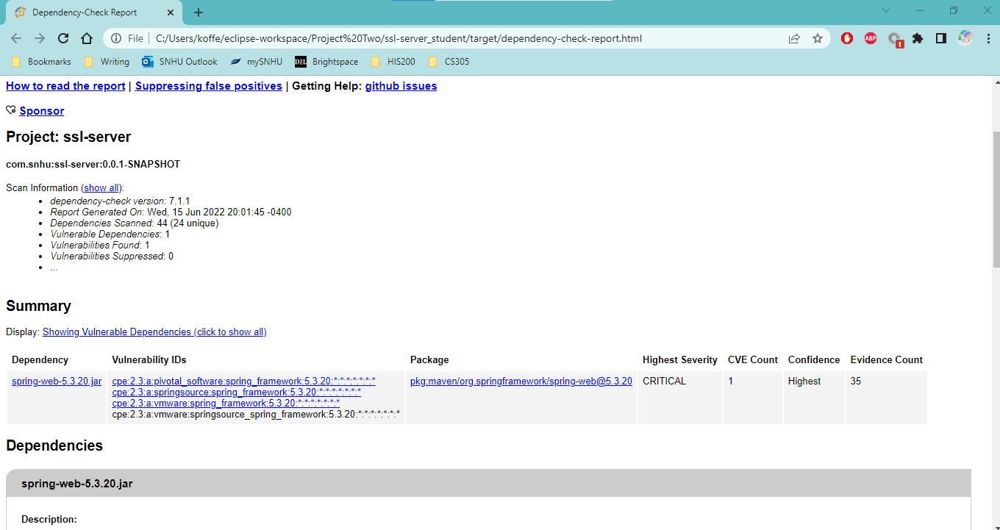 Dependency-Check Report
File C:/Users/koffe/eclipse-workspace/Project%20Two/ssl-server_student/target/dependency-check-report.html
ABP 1
Bookmarks Writing SNHU Outlook mySNHU D2L Brightspace HIS200 CS305
How to read the report | Suppressing false positives | Getting Help: github issues
Sponsor
Project: ssl-server
com.snhu:ssl-server:0.0.1-SNAPSHOT
Scan Information (show all):
• dependency-check version: 7.1.1
• Report Generated On: Wed, 15 Jun 2022 20:01:45 -0400
• Dependencies Scanned: 44 (24 unique)
• Vulnerable Dependencies: 1
• Vulnerabilities Found: 1
• Vulnerabilities Suppressed: 0
• ...
Summary
Display: Showing Vulnerable Dependencies (click to show all)
Dependency Vulnerability IDs Package Highest Severity CVE Count Confidence Evidence Count
spring-web-5.3.20.jar cpe:2.3:a:pivotal_software:spring_framework:5.3.20:*:*:*:*:*:*:* pkg:maven/org.springframework/spring-web@5.3.20 CRITICAL 1 Highest 35
cpe:2.3:a:springsource:spring_framework:5.3.20:*:*:*:*:*:*:*
cpe:2.3:a:vmware:spring_framework:5.3.20:*:*:*:*:*:*:*
cpe:2.3:a:vmware:springsource_spring_framework:5.3.20:*:*:*:*:*:*:*
Dependencies
spring-web-5.3.20.jar
Description: